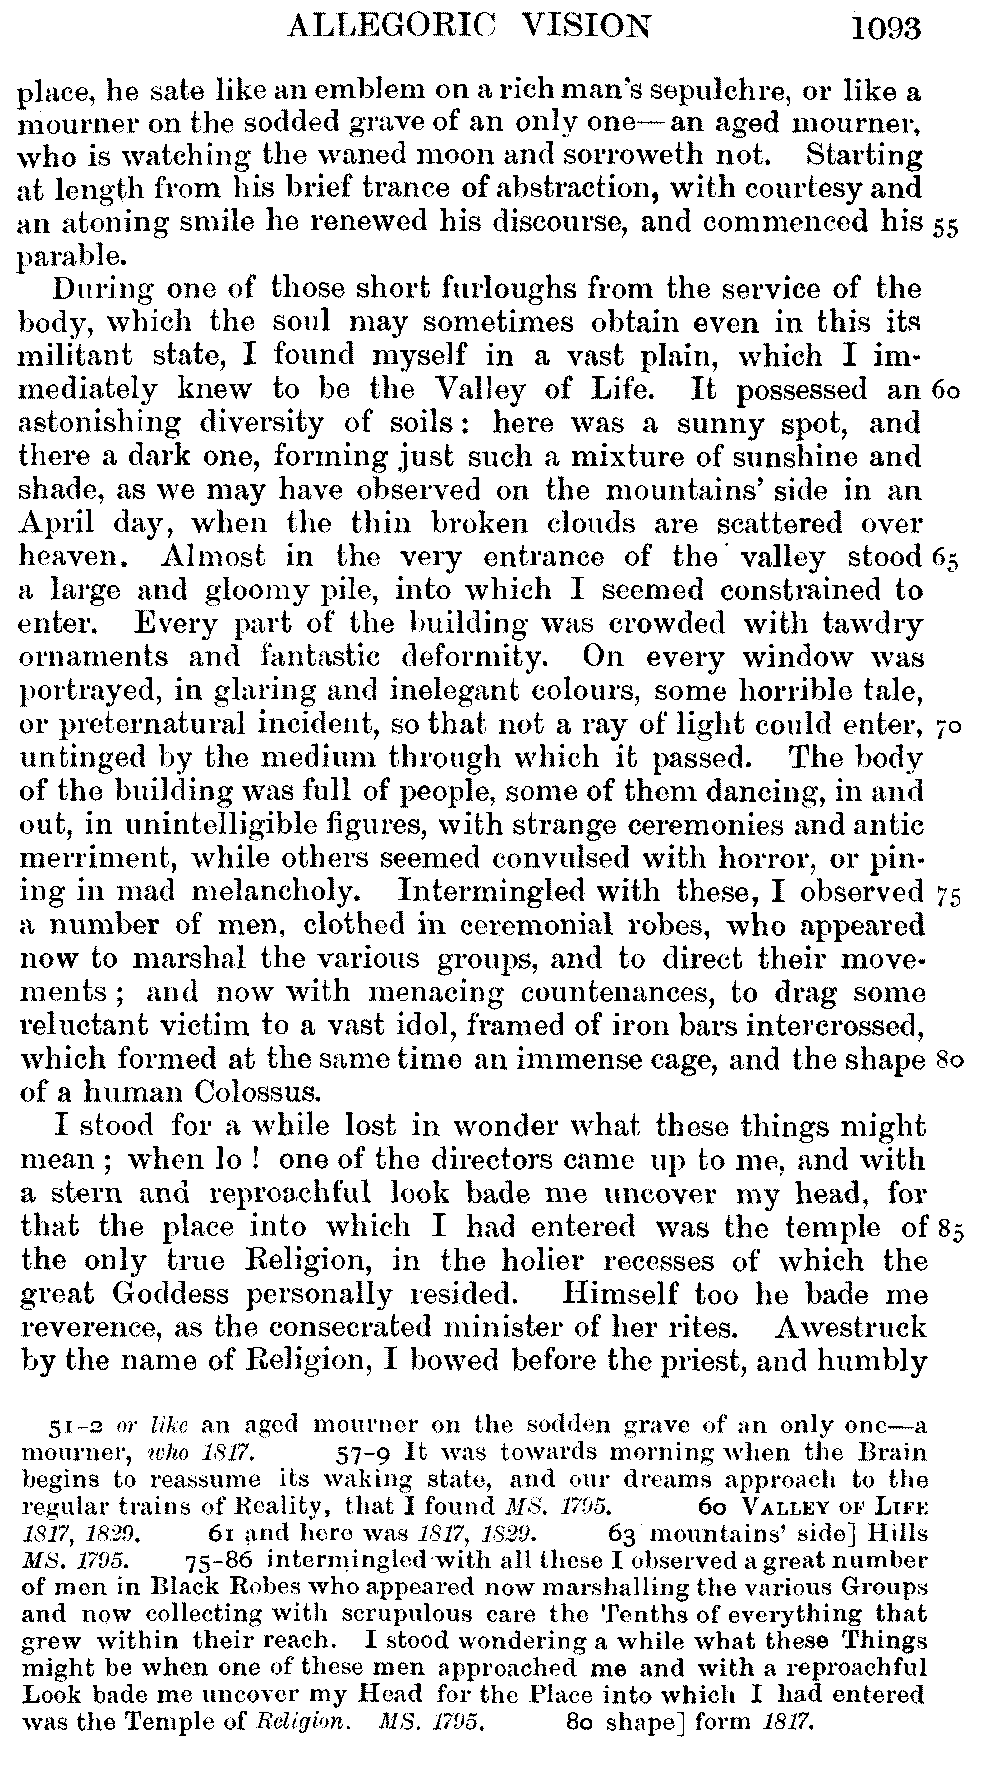 ALLEGORIC VISION 1093
place, he sate like an emblem on a rich man's sepulchre, or like a
mourner on the sodded grave of an only one—an aged mourner,
who is watching the waned moon and sorroweth not. Starting
at length from his brief trance of abstraction, with courtesy and
an atoning smile he renewed his discourse, and commenced his 55
parable.
During one of those short furloughs from the service of the
body, which the soul may sometimes obtain even in this its
militant state, I found myself in a vast plain, which I im-
mediately knew to be the Valley of Life. It possessed an 60
astonishing diversity of soils: here was a sunny spot, and
there a dark one, forming just such a mixture of sunshine and
shade, as we may have observed on the mountains' side in an
April day, when the thin broken clouds are scattered over
heaven. Almost in the very entrance of the valley stood 65
a large and gloomy pile, into which I seemed constrained to
enter. Every part of the building was crowded with tawdry
ornaments and fantastic deformity. On every window was
portrayed, in glaring and inelegant colours, some horrible tale,
or preternatural incident, so that not a ray of light could enter, 70
untinged by the medium through which it passed. The body
of the building was full of people, some of them dancing, in and
out, in unintelligible figures, with strange ceremonies and antic
merriment, while others seemed convulsed with horror, or pin-
ing in mad melancholy. Intermingled with these, I observed 75
a number of men, clothed in ceremonial robes, who appeared
now to marshal the various groups, and to direct their move-
ments; and now with menacing countenances, to drag some
reluctant victim to a vast idol, framed of iron bars intercrossed,
which formed at the same time an immense cage, and the shape 80
of a human Colossus.
I stood for a while lost in wonder what these things might
mean; when lo! one of the directors came up to me, and with
a stern and reproachful look bade me uncover my head, for
that the place into which I had entered was the temple of 85
the only true Religion, in the holier recesses of which the
great Goddess personally resided. Himself too he bade me
reverence, as the consecrated minister of her rites. Awestruck
by the name of Religion, I bowed before the priest, and humbly
51-2 or like an aged mourner on the sodden grave of an only one—a
mourner, who 1817. 57-9 It was towards morning when the Brain
begins to reassume its waking state, and our dreams approach to the
regular trains of Reality, that I found MS. 1795. 60 VALLEY OF LIFE
1817, 1829. 61 and here was 1817, 1829. 63 mountains' side] Hills
MS. 1795. 75-86 intermingled with all these I observed a great number
of men in Black Robes who appeared now marshalling the various Groups
and now collecting with scrupulous care the Tenths of everything that
grew within their reach. I stood wondering a while what these Things
might be when one of these men approached me and with a reproachful
Look bade me uncover my Head for the Place into which I had entered
was the Temple of Religion. MS. 1795. 80 shape] form 1817.